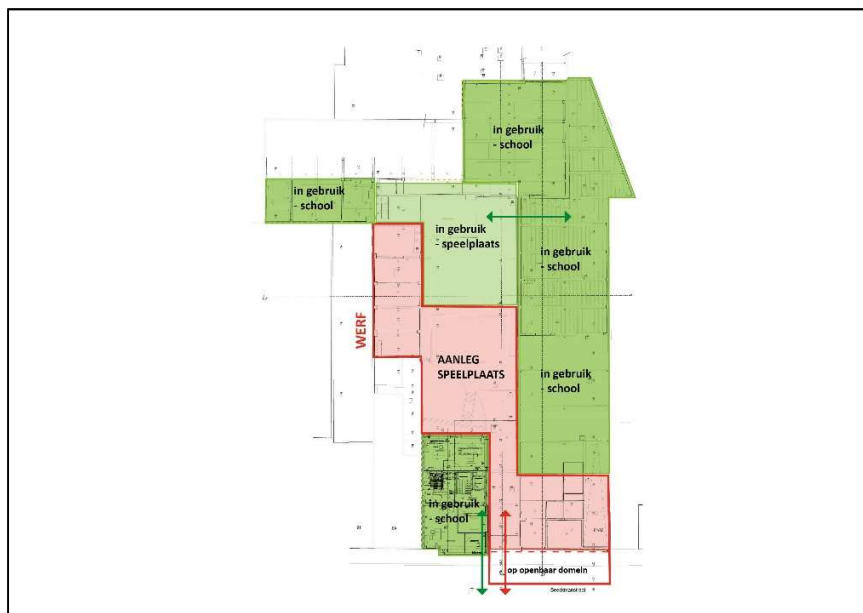 in gebruik
- school
in gebruik
- school
in gebruik
- speelplaats
in gebruik
- school
WERF
AANLEG
SPEELPLAATS
in gebruik
- school
in gebruik
- school
op openbaar domein